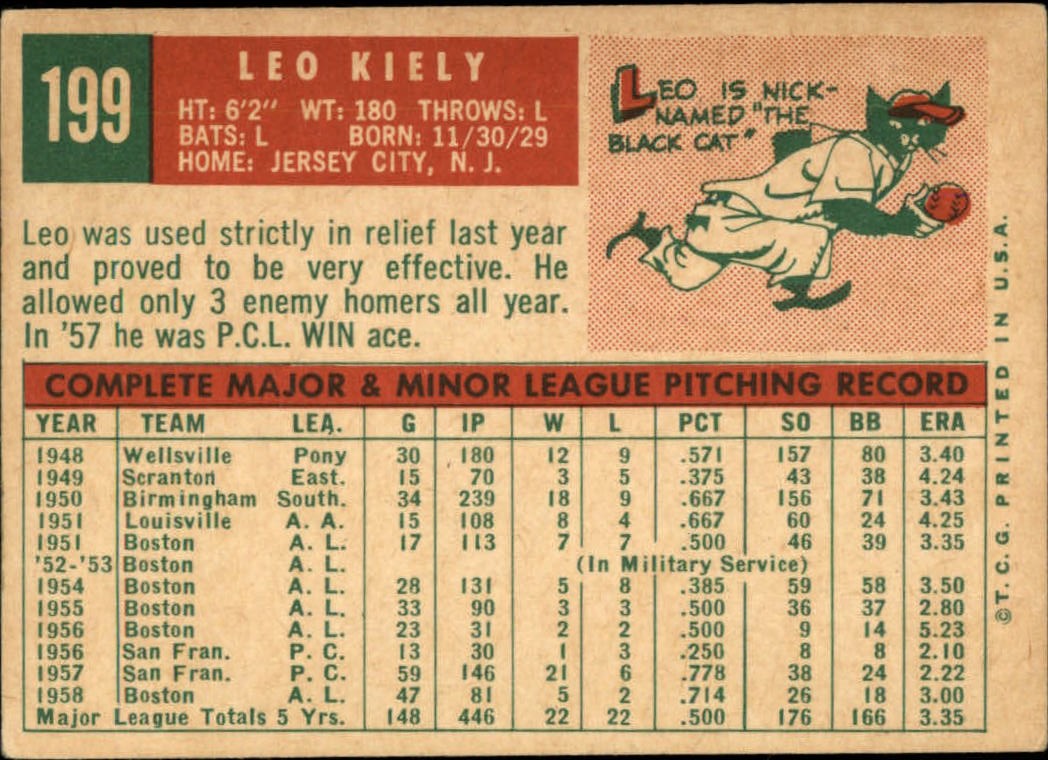 199
LEO KIELY
HT: 6'2" WT: 180 THROWS: L
BATS: L BORN: 11/30/29
HOME: JERSEY CITY, N. J.
LEO IS NICK-
NAMED "THE
BLACK CAT"
Leo was used strictly in relief last year
and proved to be very effective. He
allowed only 3 enemy homers all year.
In '57 he was P.C.L. WIN ace.
COMPLETE MAJOR & MINOR LEAGUE PITCHING RECORD
YEAR TEAM LEA. G IP W L PCT SO BB ERA
1948 Wellsville Pony 30 180 12 9 .571 157 80 3.40
1949 Scranton East. 15 70 3 5 .375 43 38 4.24
1950 Birmingham South. 34 239 18 9 .667 156 71 3.43
1951 Louisville A. A. 15 108 8 4 .667 60 24 4.25
1951 Boston A. L. 17 113 7 7 .500 46 39 3.35
'52-'53 Boston A. L. (In Military Service)
1954 Boston A. L. 28 131 5 8 .385 59 58 3.50
1955 Boston A. L. 33 90 3 3 .500 36 37 2.80
1956 Boston A. L. 23 31 2 2 .500 9 14 5.23
1956 San Fran. P. C. 13 30 1 3 .250 8 8 2.10
1957 San Fran. P. C. 59 146 21 6 .778 38 24 2.22
1958 Boston A. L. 47 81 5 2 .714 26 18 3.00
Major League Totals 5 Yrs. 148 446 22 22 .500 176 166 3.35
©T.C.G. PRINTED IN U.S.A.